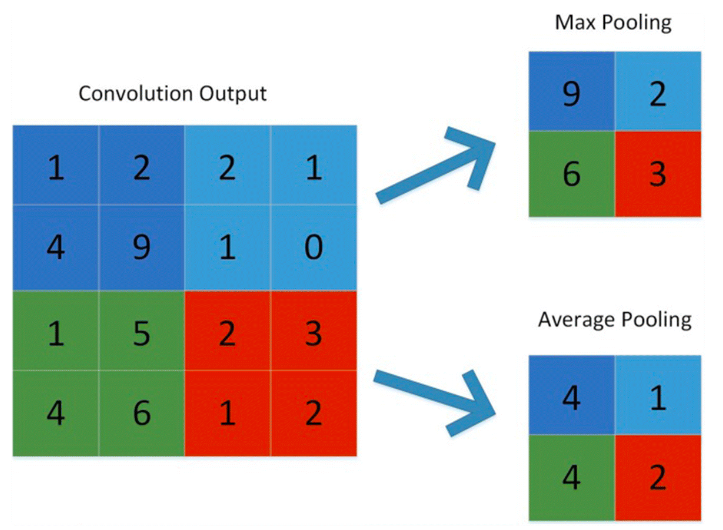 Max Pooling
9 2
6 3
Convolution Output
1 2 2 1
4 9 1 0
1 5 2 3
4 6 1 2
Average Pooling
4 1
4 2